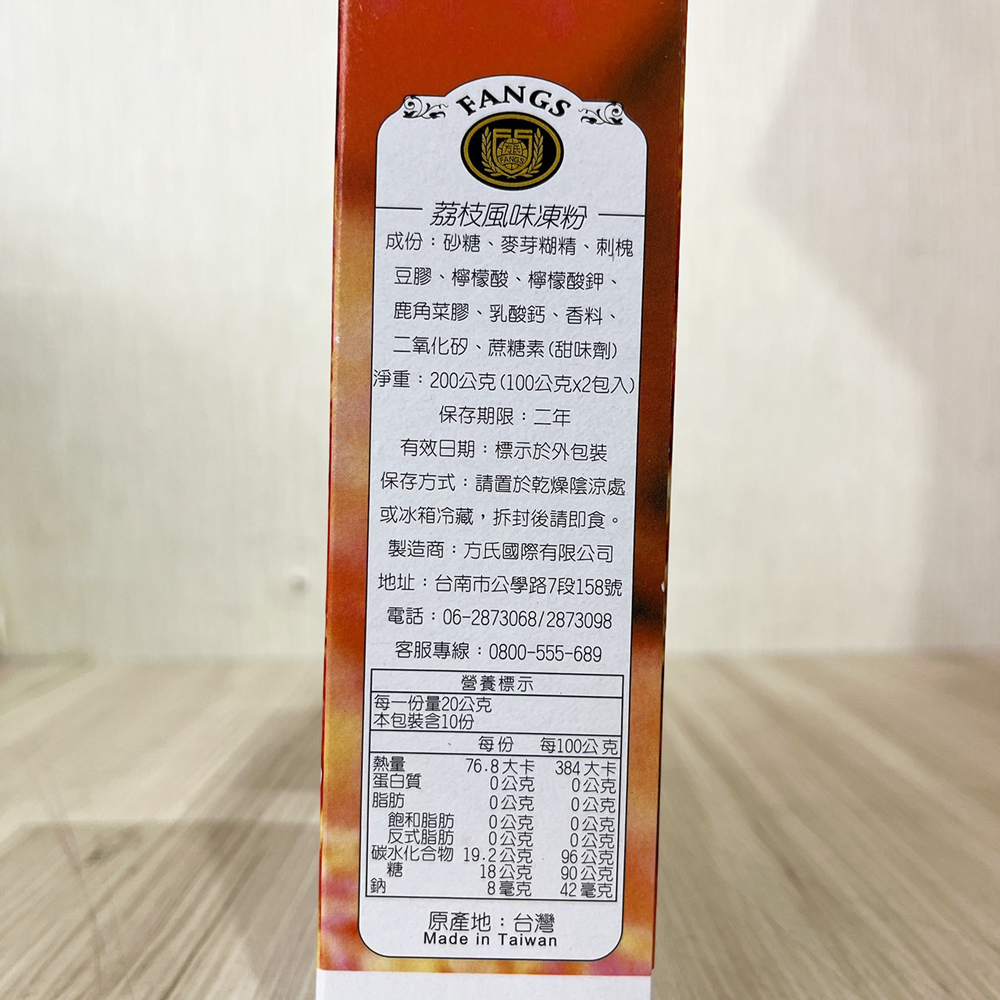 FANGS
方氏
FANGS
荔枝風味凍粉
成份：砂糖、麥芽糊精、刺槐
豆膠、檸檬酸、檸檬酸鉀、
鹿角菜膠、乳酸鈣、香料、
二氧化矽、蔗糖素(甜味劑)
淨重：200公克(100公克x2包入)
保存期限：二年
有效日期：標示於外包裝
保存方式：請置於乾燥陰涼處
或冰箱冷藏，拆封後請即食。
製造商：方氏國際有限公司
地址：台南市公學路7段158號
電話：06-2873068/2873098
客服專線：0800-555-689
營養標示
每一份量20公克
本包裝含10份
每份 每100公克
熱量 76.8大卡 384大卡
蛋白質 0公克 0公克
脂肪 0公克 0公克
飽和脂肪 0公克 0公克
反式脂肪 0公克 0公克
碳水化合物 19.2公克 96公克
糖 18公克 90公克
鈉 8毫克 42毫克
原產地：台灣
Made in Taiwan